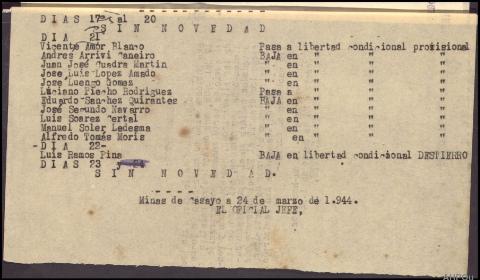 DIAS 17 al 20
SIN NOVEDAD
DIA 21
Vicente Amor Blanco Pasa a libertad condicional provisional
Andres Arrivi Caneiro BAJA en " " "
Juan José Cuadra Martin " en " " "
Jose Luis Lopez Amado " en " " "
Jose Luengo Gomez " en " " "
Luciano Piecho Rodriguez Pasa a " " "
Eduardo Sanchez Quirantes BAJA en " " "
José Segundo Navarro " en " " "
Luis Soarez Certal " en " " "
Manuel Soler Ledesma " en " " "
Alfredo Tomás Moris " en " " "
- DIA 22-
Luis Ramos Pina BAJA en libertad condicional DESTIERRO
DIAS 23
SIN NOVEDAD.
Minas de Casayo a 24 de marzo de 1.944.
EL OFICIAL JEFE,